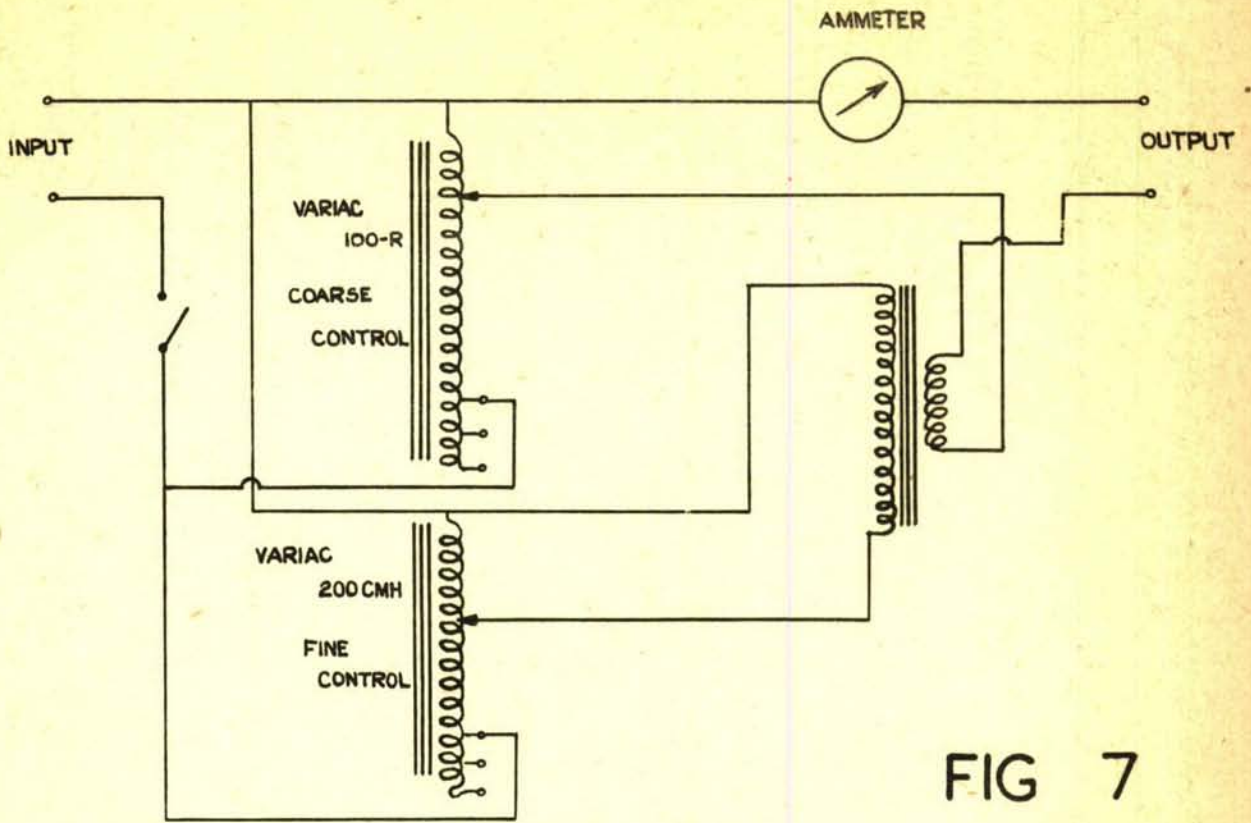 AMMETER
INPUT
OUTPUT
VARIAC
100-R
COARSE
CONTROL
VARIAC
200 CMH
FINE
CONTROL
FIG 7